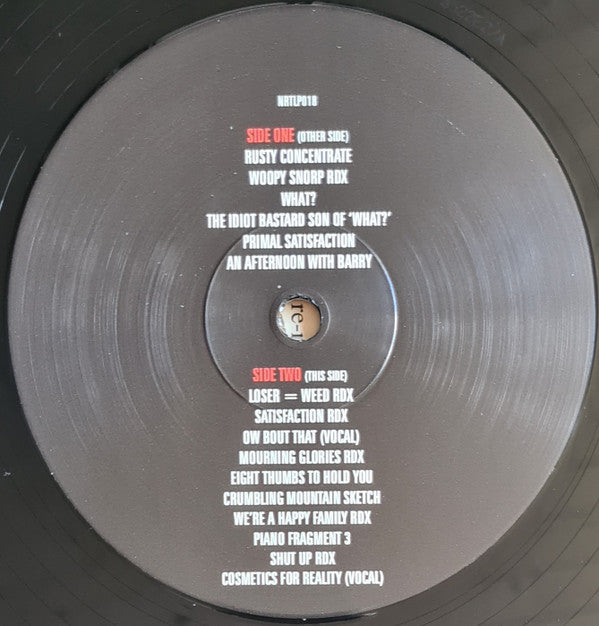 NRTLP018
SIDE ONE (OTHER SIDE)
RUSTY CONCENTRATE
WOOPY SNORP RDX
WHAT?
THE IDIOT BASTARD SON OF 'WHAT?'
PRIMAL SATISFACTION
AN AFTERNOON WITH BARRY
re-
SIDE TWO (THIS SIDE)
LOSER = WEED RDX
SATISFACTION RDX
OW BOUT THAT (VOCAL)
MOURNING GLORIES RDX
EIGHT THUMBS TO HOLD YOU
CRUMBLING MOUNTAIN SKETCH
WE'RE A HAPPY FAMILY RDX
PIANO FRAGMENT 3
SHUT UP RDX
COSMETICS FOR REALITY (VOCAL)